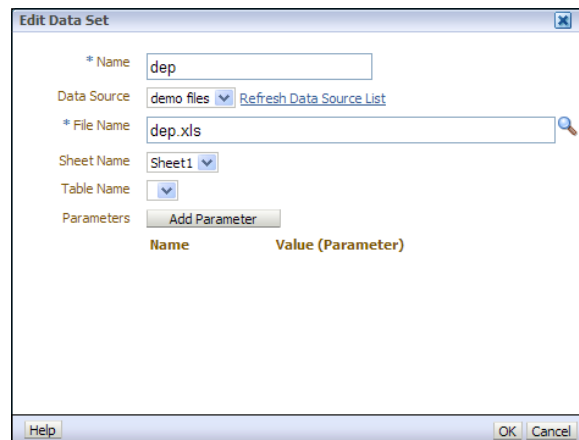 Edit Data Set
* Name dep
Data Source demo files Refresh Data Source List
* File Name dep.xls
Sheet Name Sheet1
Table Name
Parameters Add Parameter
Name Value (Parameter)
Help OK Cancel